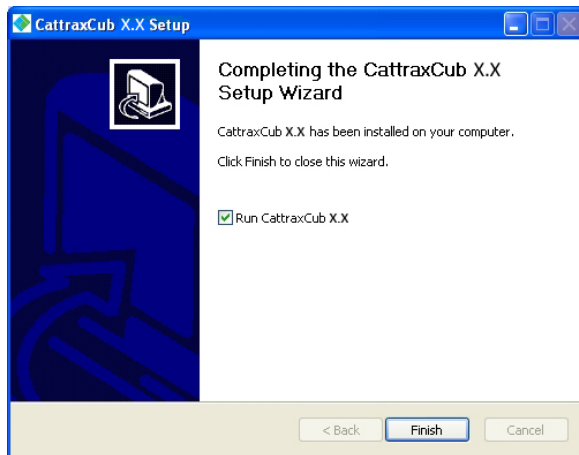 CattraxCub X.X Setup
Completing the CattraxCub X.X
Setup Wizard
CattraxCub X.X has been installed on your computer.
Click Finish to close this wizard.
Run CattraxCub X.X
< Back Finish Cancel